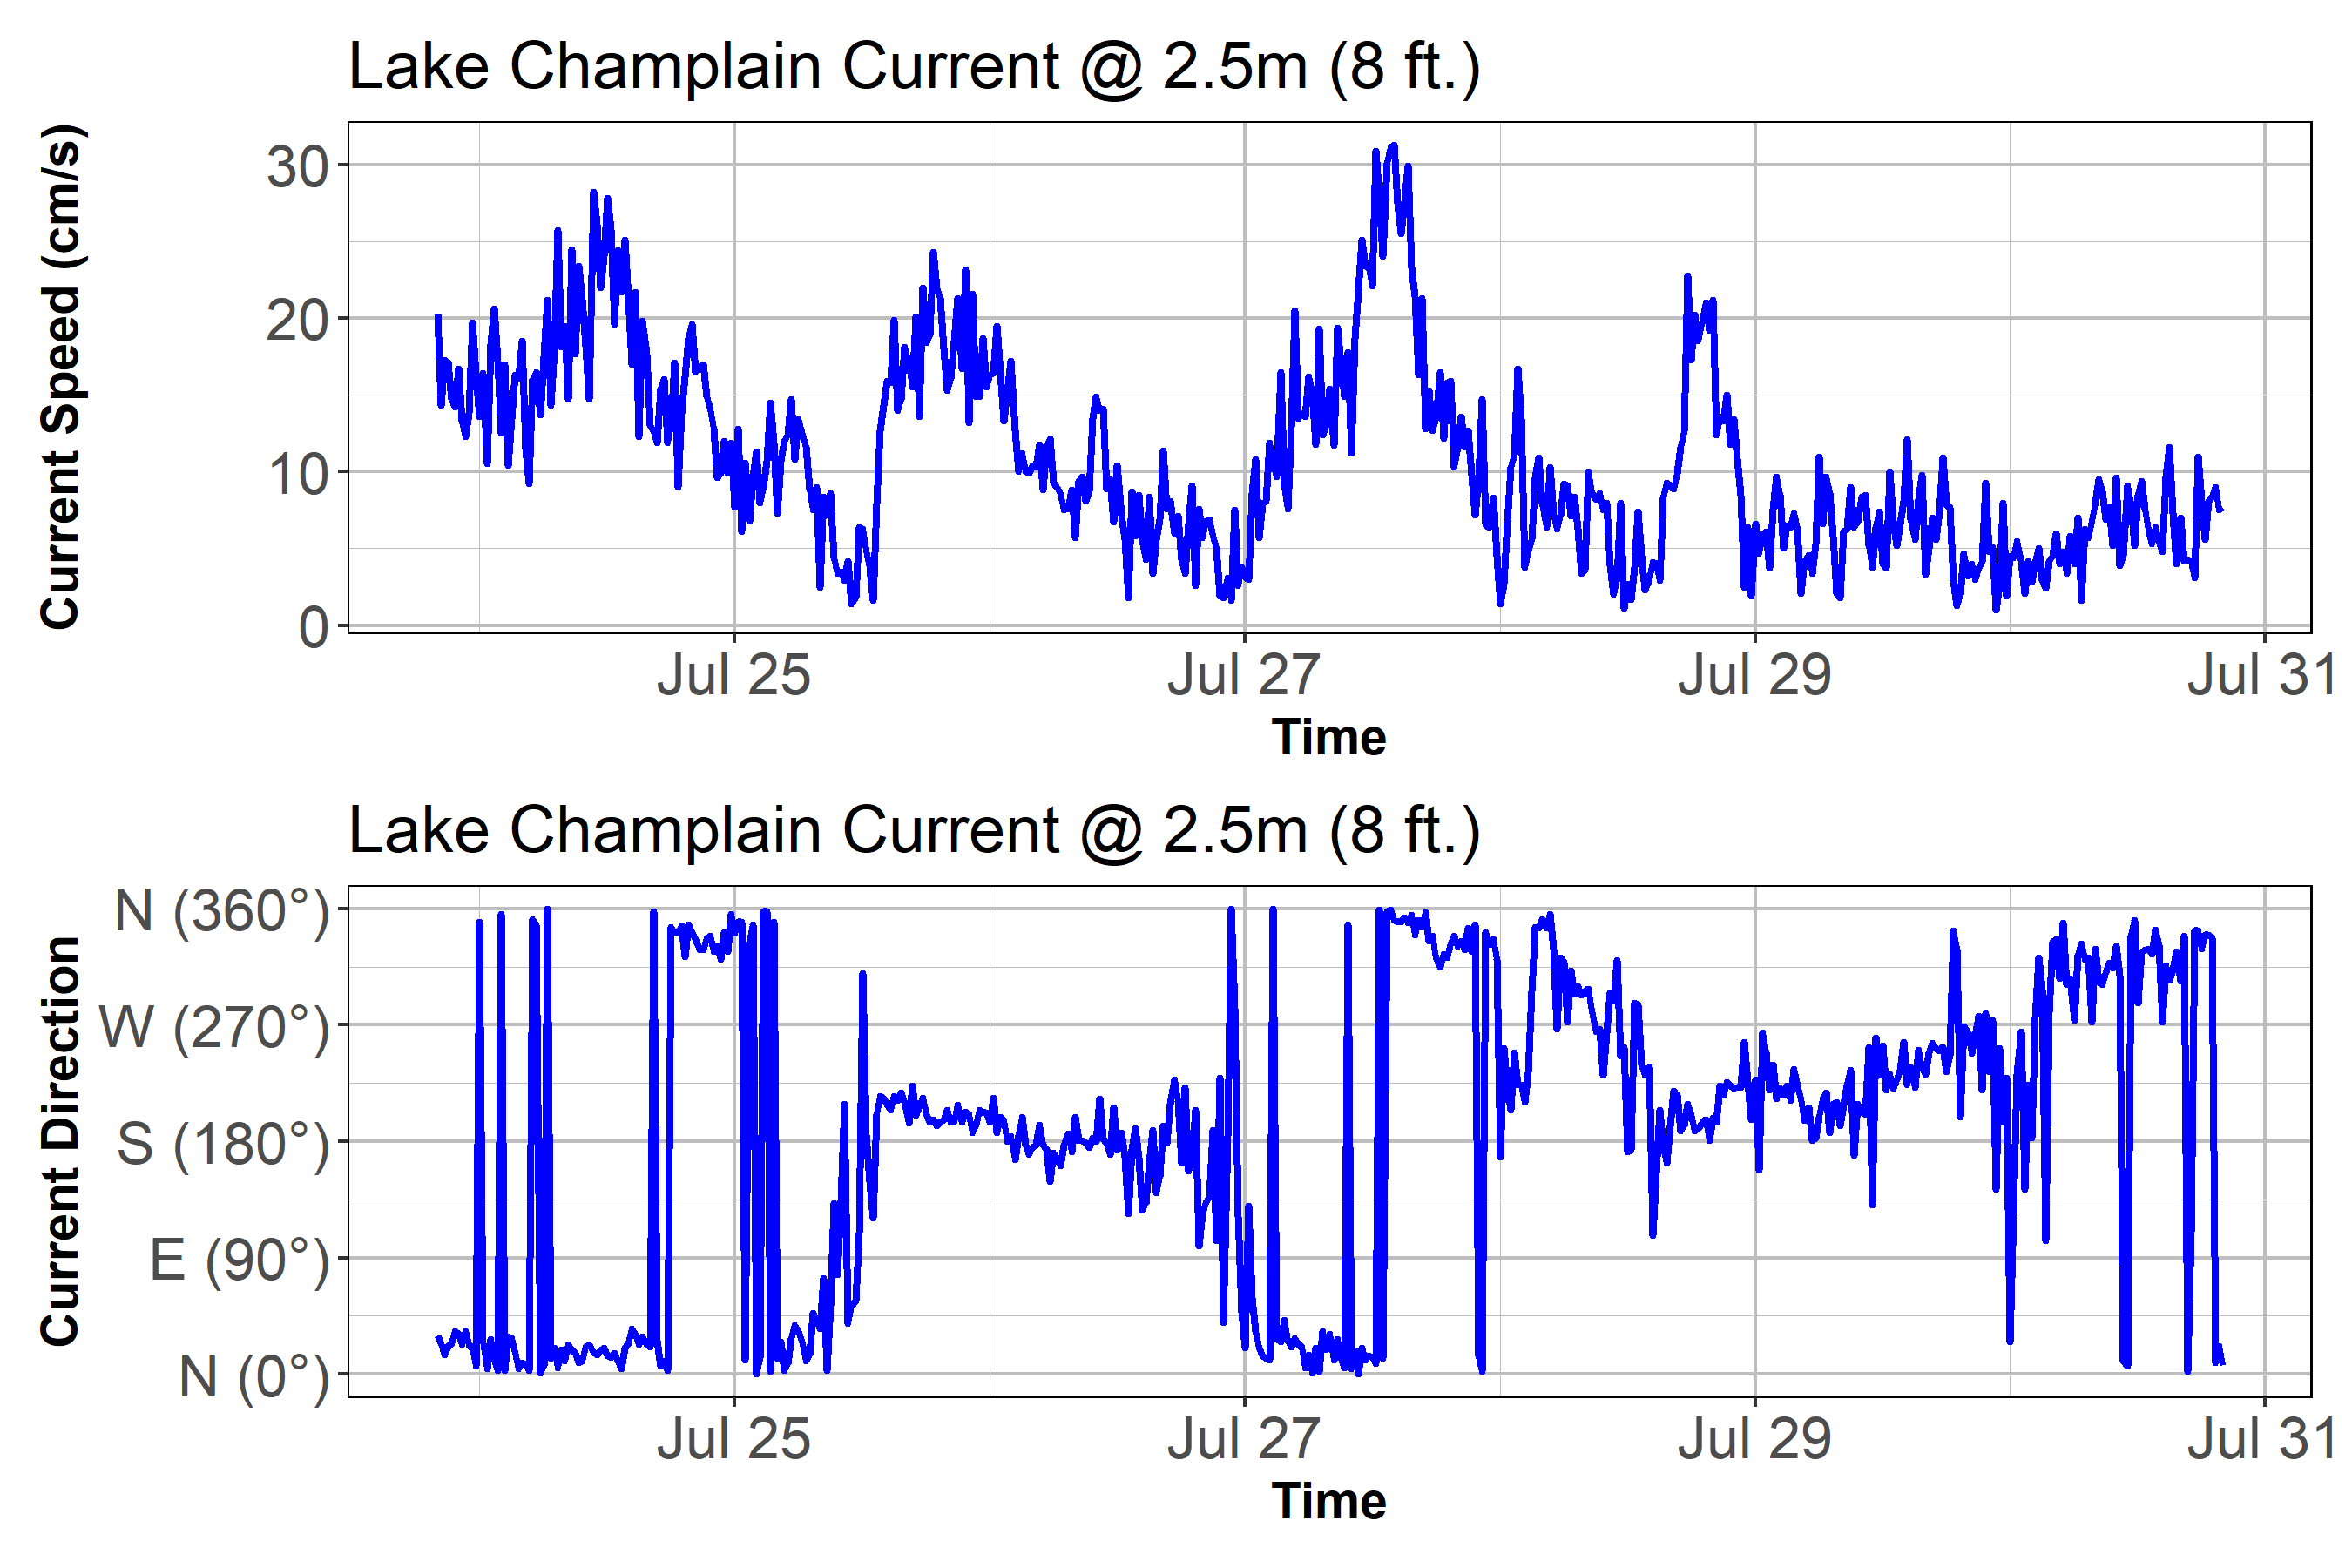 Lake Champlain Current @ 2.5m (8 ft.)
Current Speed (cm/s)
30
20
10
0
Jul 25 Jul 27 Jul 29 Jul 31
Time
Lake Champlain Current @ 2.5m (8 ft.)
Current Direction
N (360°)
W (270°)
S (180°)
E (90°)
N (0°)
Jul 25 Jul 27 Jul 29 Jul 31
Time